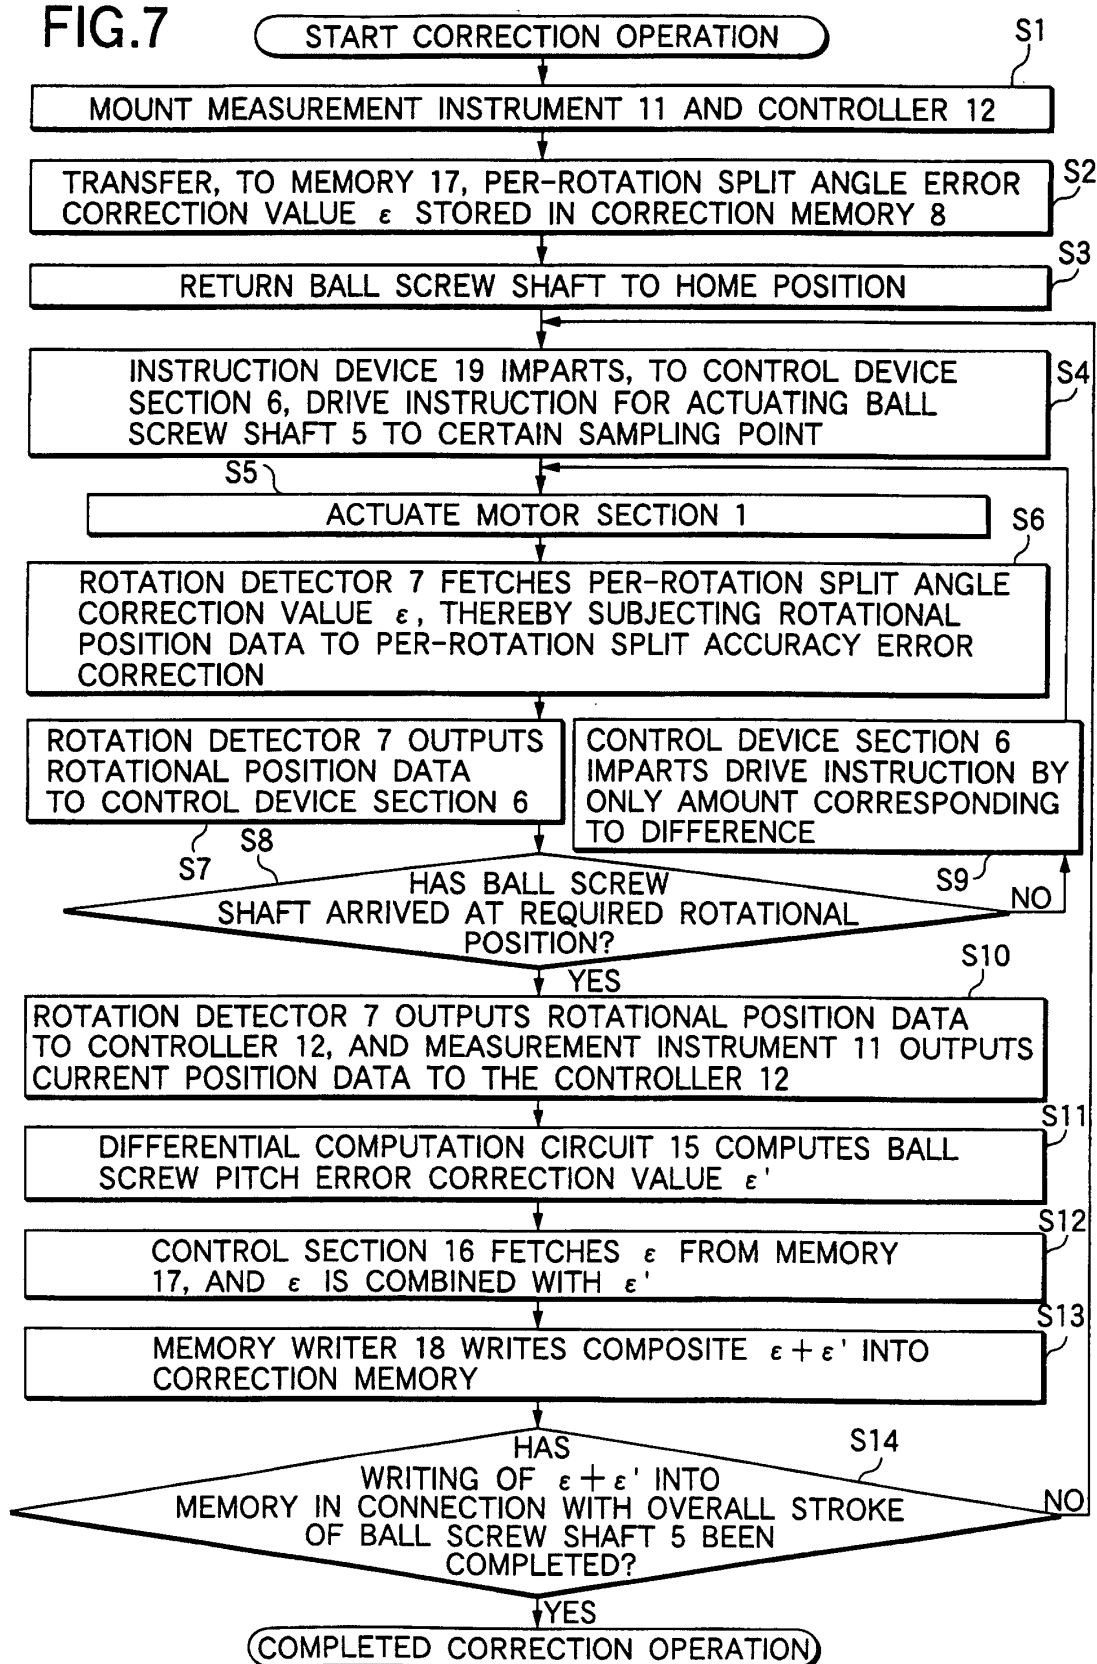 FIG.7
START CORRECTION OPERATION
S1
MOUNT MEASUREMENT INSTRUMENT 11 AND CONTROLLER 12
S2
TRANSFER, TO MEMORY 17, PER-ROTATION SPLIT ANGLE ERROR
CORRECTION VALUE ε STORED IN CORRECTION MEMORY 8
S3
RETURN BALL SCREW SHAFT TO HOME POSITION
S4
INSTRUCTION DEVICE 19 IMPARTS, TO CONTROL DEVICE
SECTION 6, DRIVE INSTRUCTION FOR ACTUATING BALL
SCREW SHAFT 5 TO CERTAIN SAMPLING POINT
S5
ACTUATE MOTOR SECTION 1
S6
ROTATION DETECTOR 7 FETCHES PER-ROTATION SPLIT ANGLE
CORRECTION VALUE ε, THEREBY SUBJECTING ROTATIONAL
POSITION DATA TO PER-ROTATION SPLIT ACCURACY ERROR
CORRECTION
ROTATION DETECTOR 7 OUTPUTS
ROTATIONAL POSITION DATA
TO CONTROL DEVICE SECTION 6
S7
CONTROL DEVICE SECTION 6
IMPARTS DRIVE INSTRUCTION BY
ONLY AMOUNT CORRESPONDING
TO DIFFERENCE
S9
S8
HAS BALL SCREW
SHAFT ARRIVED AT REQUIRED ROTATIONAL
POSITION?
NO
YES
S10
ROTATION DETECTOR 7 OUTPUTS ROTATIONAL POSITION DATA
TO CONTROLLER 12, AND MEASUREMENT INSTRUMENT 11 OUTPUTS
CURRENT POSITION DATA TO THE CONTROLLER 12
S11
DIFFERENTIAL COMPUTATION CIRCUIT 15 COMPUTES BALL
SCREW PITCH ERROR CORRECTION VALUE ε'
S12
CONTROL SECTION 16 FETCHES ε FROM MEMORY
17, AND ε IS COMBINED WITH ε'
S13
MEMORY WRITER 18 WRITES COMPOSITE ε+ε' INTO
CORRECTION MEMORY
S14
HAS
WRITING OF ε+ε' INTO
MEMORY IN CONNECTION WITH OVERALL STROKE
OF BALL SCREW SHAFT 5 BEEN
COMPLETED?
NO
YES
COMPLETED CORRECTION OPERATION